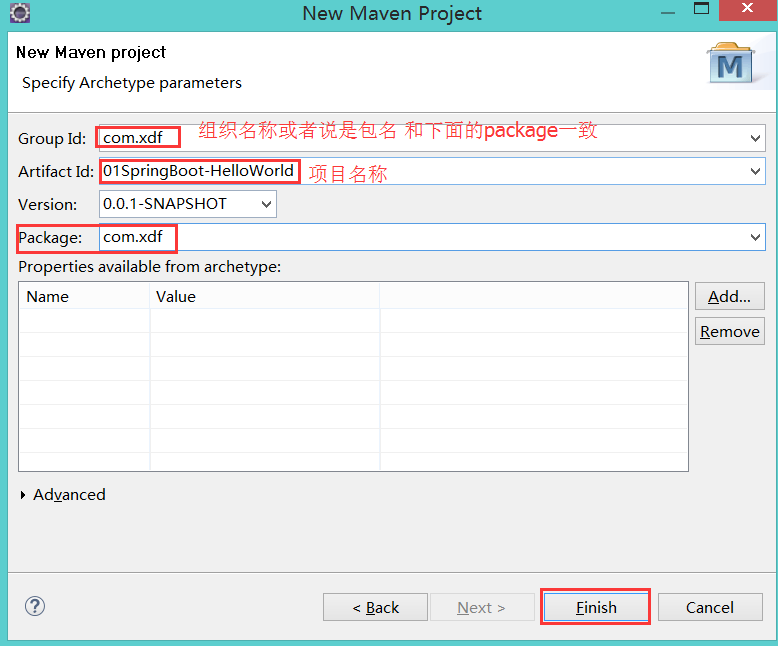 New Maven Project
New Maven project
Specify Archetype parameters
M
Group Id: com.xdf 组织名称或者说是包名 和下面的package一致
Artifact Id: 01SpringBoot-HelloWorld 项目名称
Version: 0.0.1-SNAPSHOT
Package: com.xdf
Properties available from archetype:
Name Value
Add...
Remove
Advanced
? < Back Next > Finish Cancel